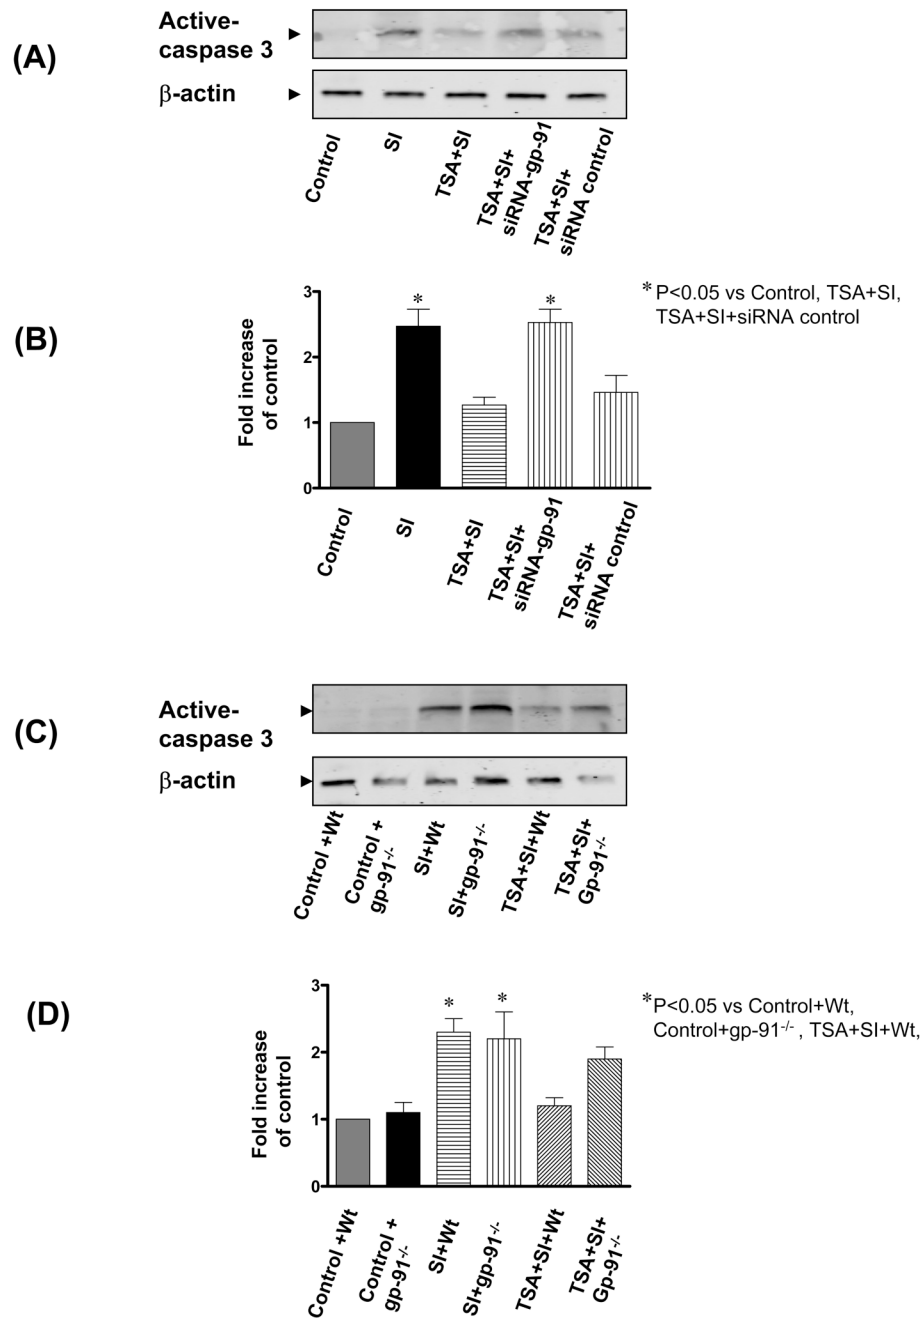 (A)
Active-
caspase 3
β-actin
Control
SI
TSA+SI
TSA+SI+
siRNA-gp-91
TSA+SI+
siRNA control
(B)
Fold increase
of control
3
2
1
0
*
*
* P<0.05 vs Control, TSA+SI,
TSA+SI+siRNA control
Control
SI
TSA+SI
TSA+SI+
siRNA-gp-91
TSA+SI+
siRNA control
(C)
Active-
caspase 3
β-actin
Control +Wt
Control +
gp-91-/-
SI+Wt
SI+gp-91-/-
TSA+SI+Wt
TSA+SI+
Gp-91-/-
(D)
Fold increase
of control
3
2
1
0
*
*
*P<0.05 vs Control+Wt,
Control+gp-91-/- , TSA+SI+Wt,
Control +Wt
Control +
gp-91-/-
SI+Wt
SI+gp-91-/-
TSA+SI+Wt
TSA+SI+
Gp-91-/-